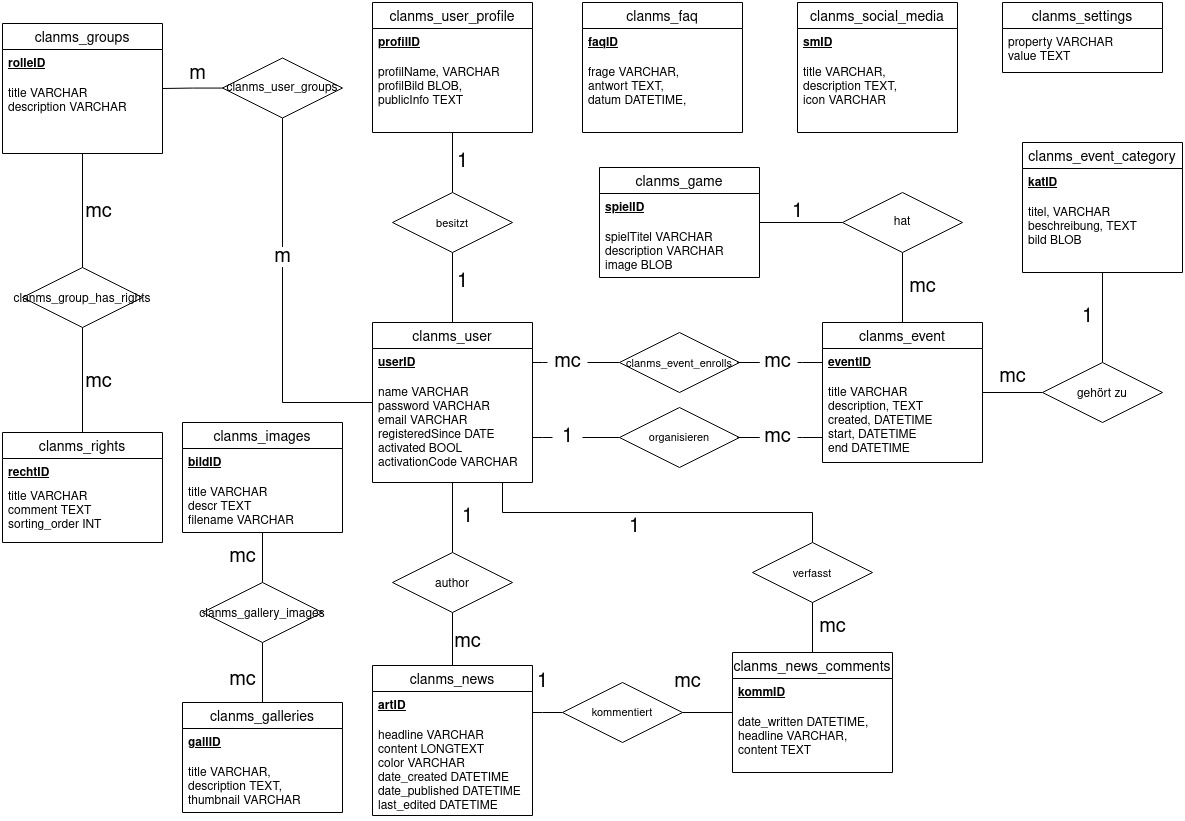 clanms_groups
rolleID
title VARCHAR
description VARCHAR
m
clanms_user_groups
m
mc
clanms_group_has_rights
mc
clanms_rights
rechtID
title VARCHAR
comment TEXT
sorting_order INT
clanms_user_profile
profilID
profilName, VARCHAR
profilBild BLOB,
publicInfo TEXT
1
besitzt
1
clanms_faq
faqID
frage VARCHAR,
antwort TEXT,
datum DATETIME,
clanms_social_media
smID
title VARCHAR,
description TEXT,
icon VARCHAR
clanms_settings
property VARCHAR
value TEXT
clanms_game
spielID
spielTitel VARCHAR
description VARCHAR
image BLOB
1
hat
mc
clanms_event_category
katID
titel, VARCHAR
beschreibung, TEXT
bild BLOB
1
gehört zu
mc
clanms_user
userID
name VARCHAR
password VARCHAR
email VARCHAR
registeredSince DATE
activated BOOL
activationCode VARCHAR
mc
clanms_event_enrolls
mc
1
organisieren
mc
clanms_event
eventID
title VARCHAR
description, TEXT
created, DATETIME
start, DATETIME
end DATETIME
clanms_images
bildID
title VARCHAR
descr TEXT
filename VARCHAR
mc
clanms_gallery_images
mc
clanms_galleries
gallID
title VARCHAR,
description TEXT,
thumbnail VARCHAR
1
author
mc
1
verfasst
mc
clanms_news
artID
headline VARCHAR
content LONGTEXT
color VARCHAR
date_created DATETIME
date_published DATETIME
last_edited DATETIME
1
kommentiert
mc
clanms_news_comments
kommID
date_written DATETIME,
headline VARCHAR,
content TEXT